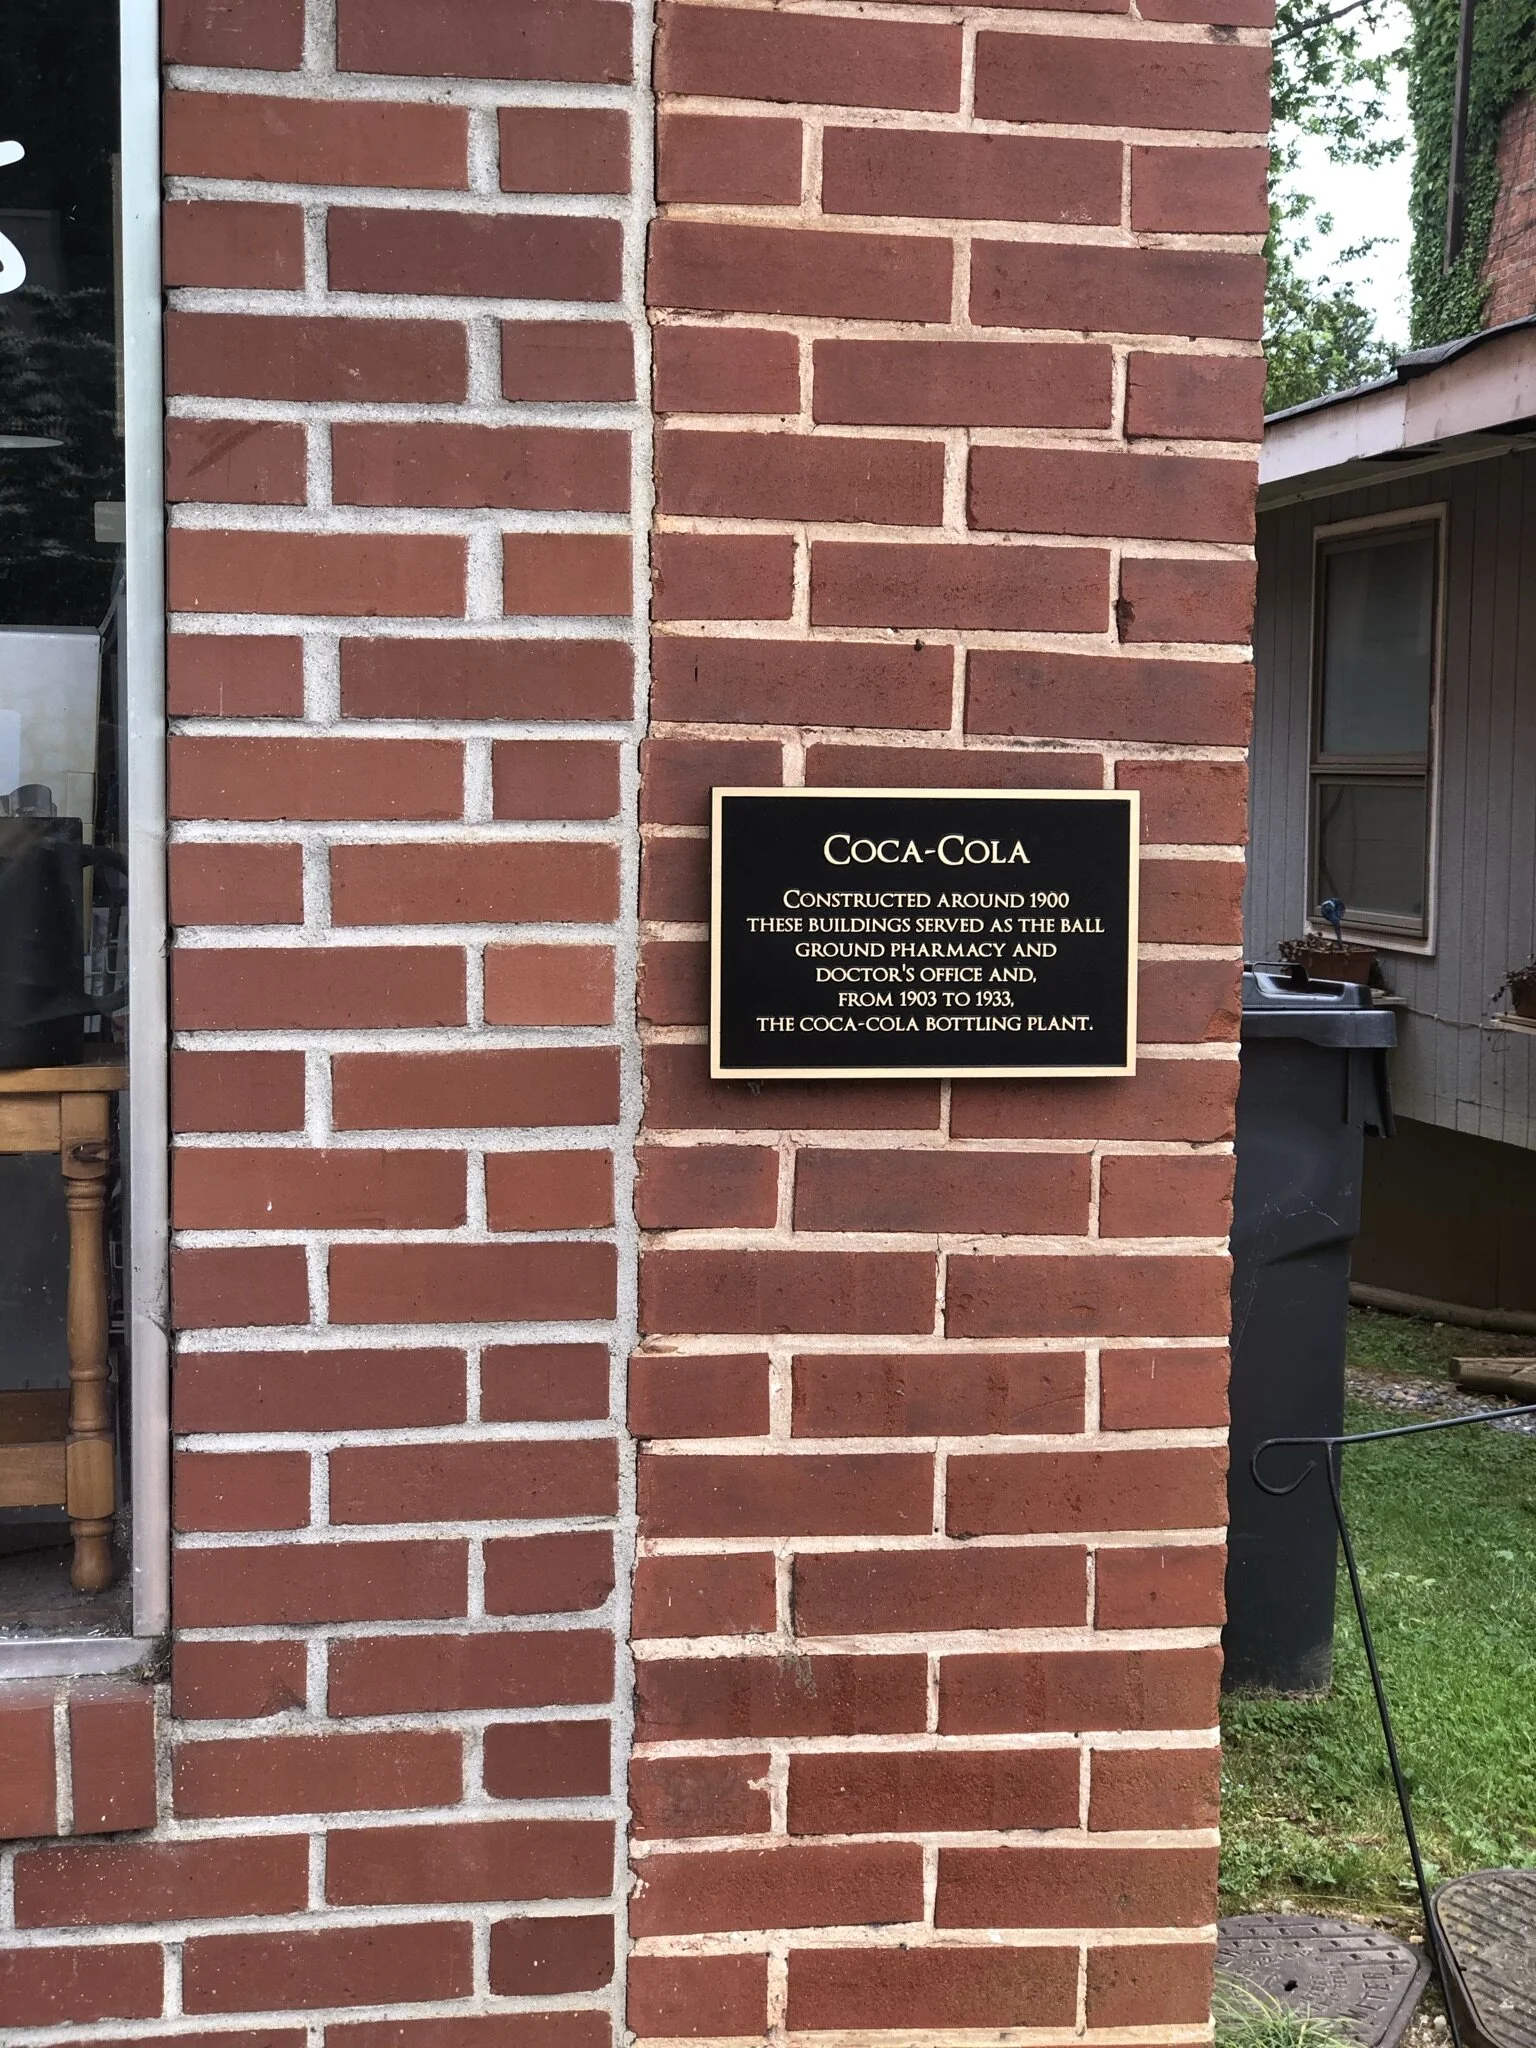 COCA-COLA
CONSTRUCTED AROUND 1900
THESE BUILDINGS SERVED AS THE BALL
GROUND PHARMACY AND
DOCTOR'S OFFICE AND,
FROM 1903 TO 1933,
THE COCA-COLA BOTTLING PLANT.
METER